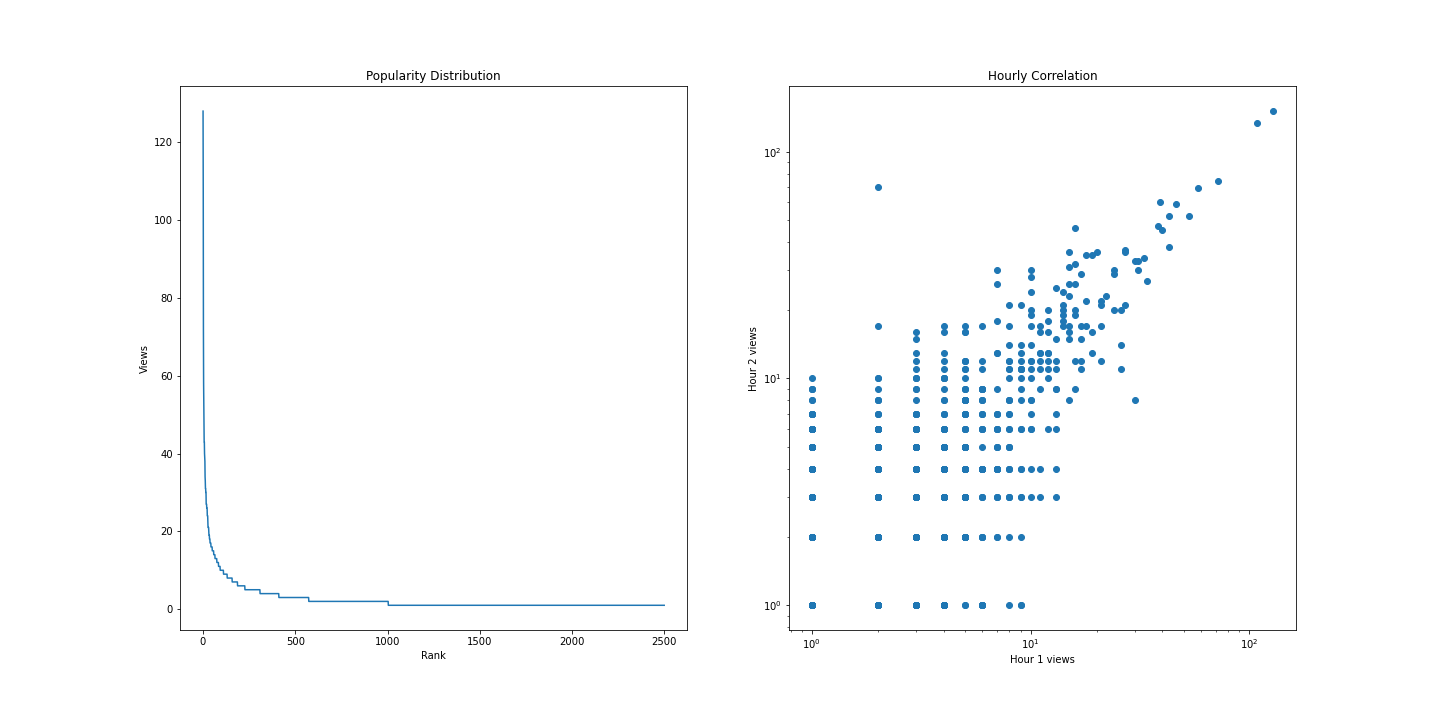 Popularity Distribution
120
100
80
60
40
20
0
Views
0 500 1000 1500 2000 2500
Rank
Hourly Correlation
10²
10¹
10⁰
Hour 2 views
10⁰ 10¹ 10²
Hour 1 views